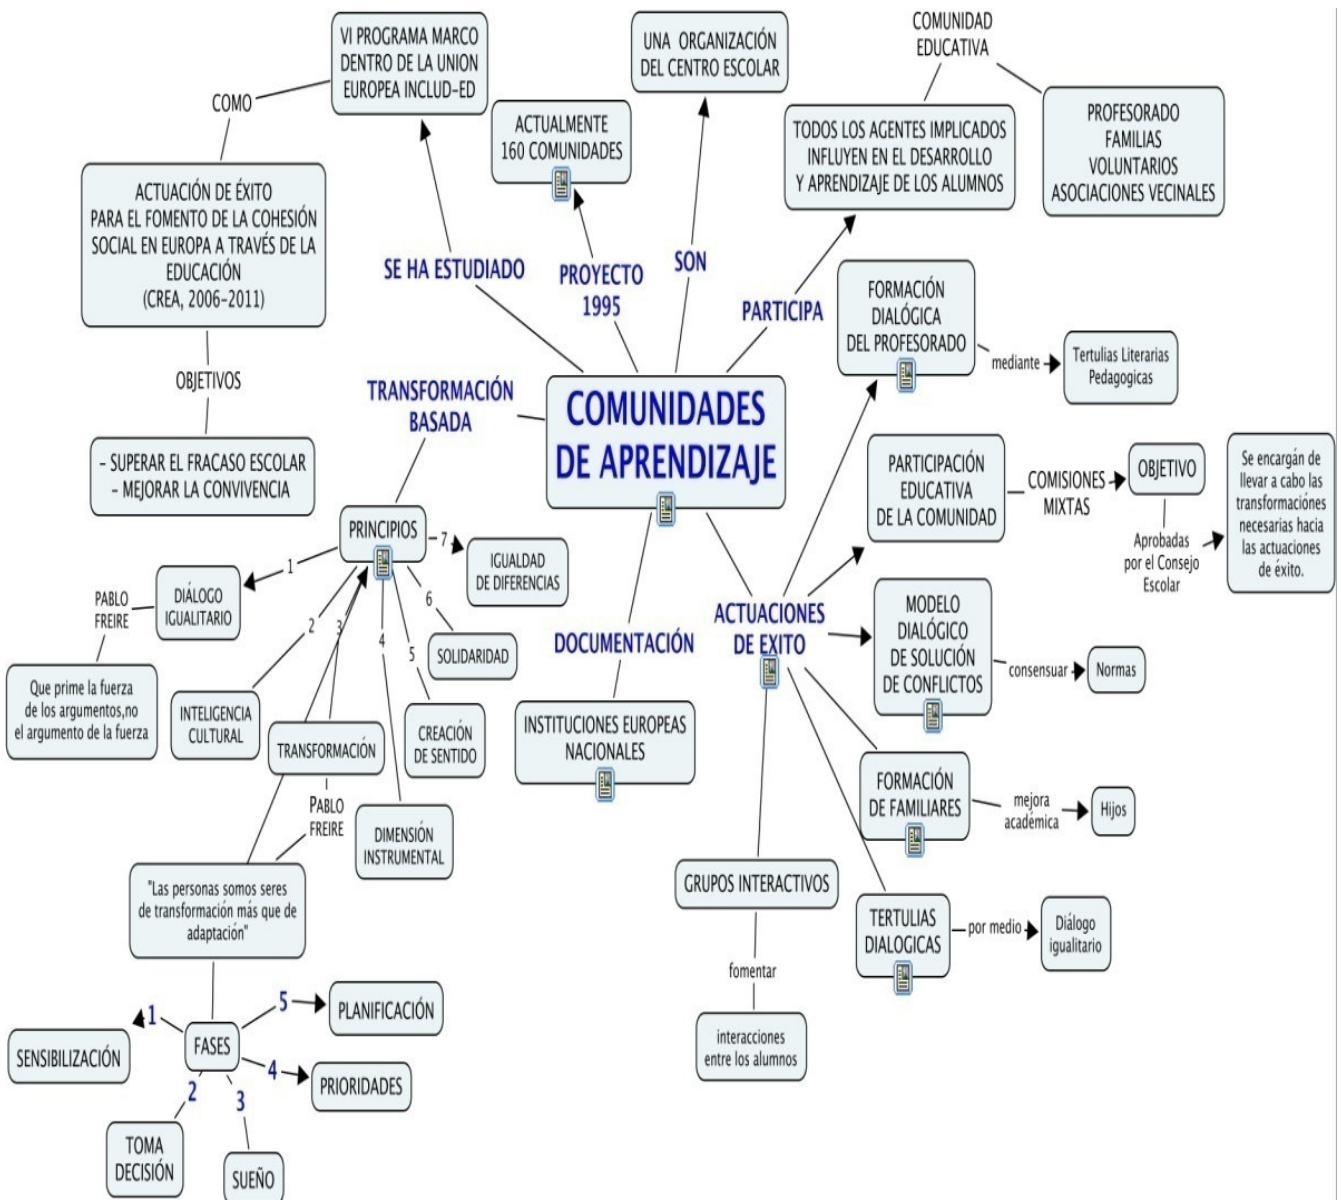 VI PROGRAMA MARCO
DENTRO DE LA UNION
EUROPEA INCLUD-ED
UNA ORGANIZACIÓN
DEL CENTRO ESCOLAR
COMUNIDAD
EDUCATIVA
COMO
ACTUALMENTE
160 COMUNIDADES
TODOS LOS AGENTES IMPLICADOS
INFLUYEN EN EL DESARROLLO
Y APRENDIZAJE DE LOS ALUMNOS
PROFESORADO
FAMILIAS
VOLUNTARIOS
ASOCIACIONES VECINALES
ACTUACIÓN DE ÉXITO
PARA EL FOMENTO DE LA COHESIÓN
SOCIAL EN EUROPA A TRAVÉS DE LA
EDUCACIÓN
(CREA, 2006-2011)
SE HA ESTUDIADO
PROYECTO
1995
SON
PARTICIPA
FORMACIÓN
DIALÓGICA
DEL PROFESORADO
mediante
Tertulias Literarias
Pedagogicas
OBJETIVOS
TRANSFORMACIÓN
BASADA
COMUNIDADES
DE APRENDIZAJE
- SUPERAR EL FRACASO ESCOLAR
- MEJORAR LA CONVIVENCIA
PARTICIPACIÓN
EDUCATIVA
DE LA COMUNIDAD
COMISIONES
MIXTAS
OBJETIVO
Aprobadas
por el Consejo
Escolar
Se encargán de
llevar a cabo las
transformaciónes
necesarias hacia
las actuaciones
de éxito.
PRINCIPIOS
7
IGUALDAD
DE DIFERENCIAS
1
DIÁLOGO
IGUALITARIO
PABLO
FREIRE
Que prime la fuerza
de los argumentos,no
el argumento de la fuerza
2
INTELIGENCIA
CULTURAL
3
TRANSFORMACIÓN
4
DIMENSIÓN
INSTRUMENTAL
5
CREACIÓN
DE SENTIDO
6
SOLIDARIDAD
PABLO
FREIRE
"Las personas somos seres
de transformación más que de
adaptación"
DOCUMENTACIÓN
INSTITUCIONES EUROPEAS
NACIONALES
ACTUACIONES
DE EXITO
MODELO
DIALÓGICO
DE SOLUCIÓN
DE CONFLICTOS
consensuar
Normas
FORMACIÓN
DE FAMILIARES
mejora
académica
Hijos
GRUPOS INTERACTIVOS
fomentar
interacciones
entre los alumnos
TERTULIAS
DIALOGICAS
por medio
Diálogo
igualitario
FASES
1
SENSIBILIZACIÓN
2
TOMA
DECISIÓN
3
SUEÑO
4
PRIORIDADES
5
PLANIFICACIÓN